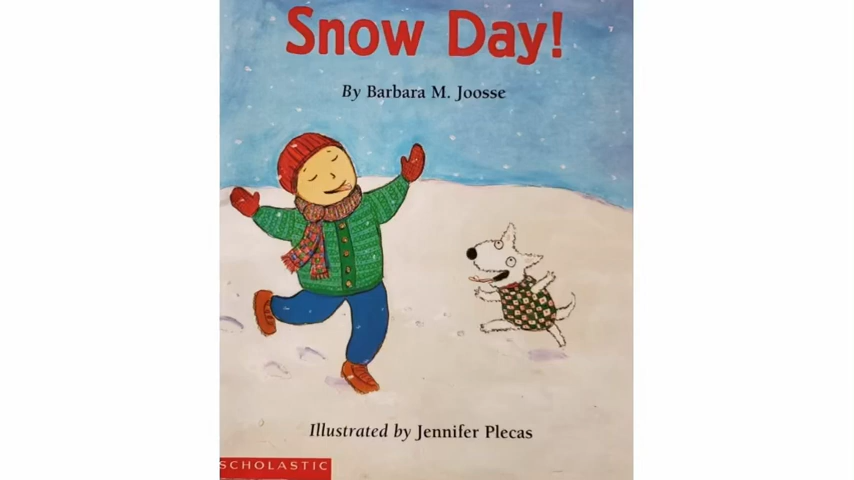 Snow Day!
By Barbara M. Joosse
Illustrated by Jennifer Plecas
SCHOLASTIC